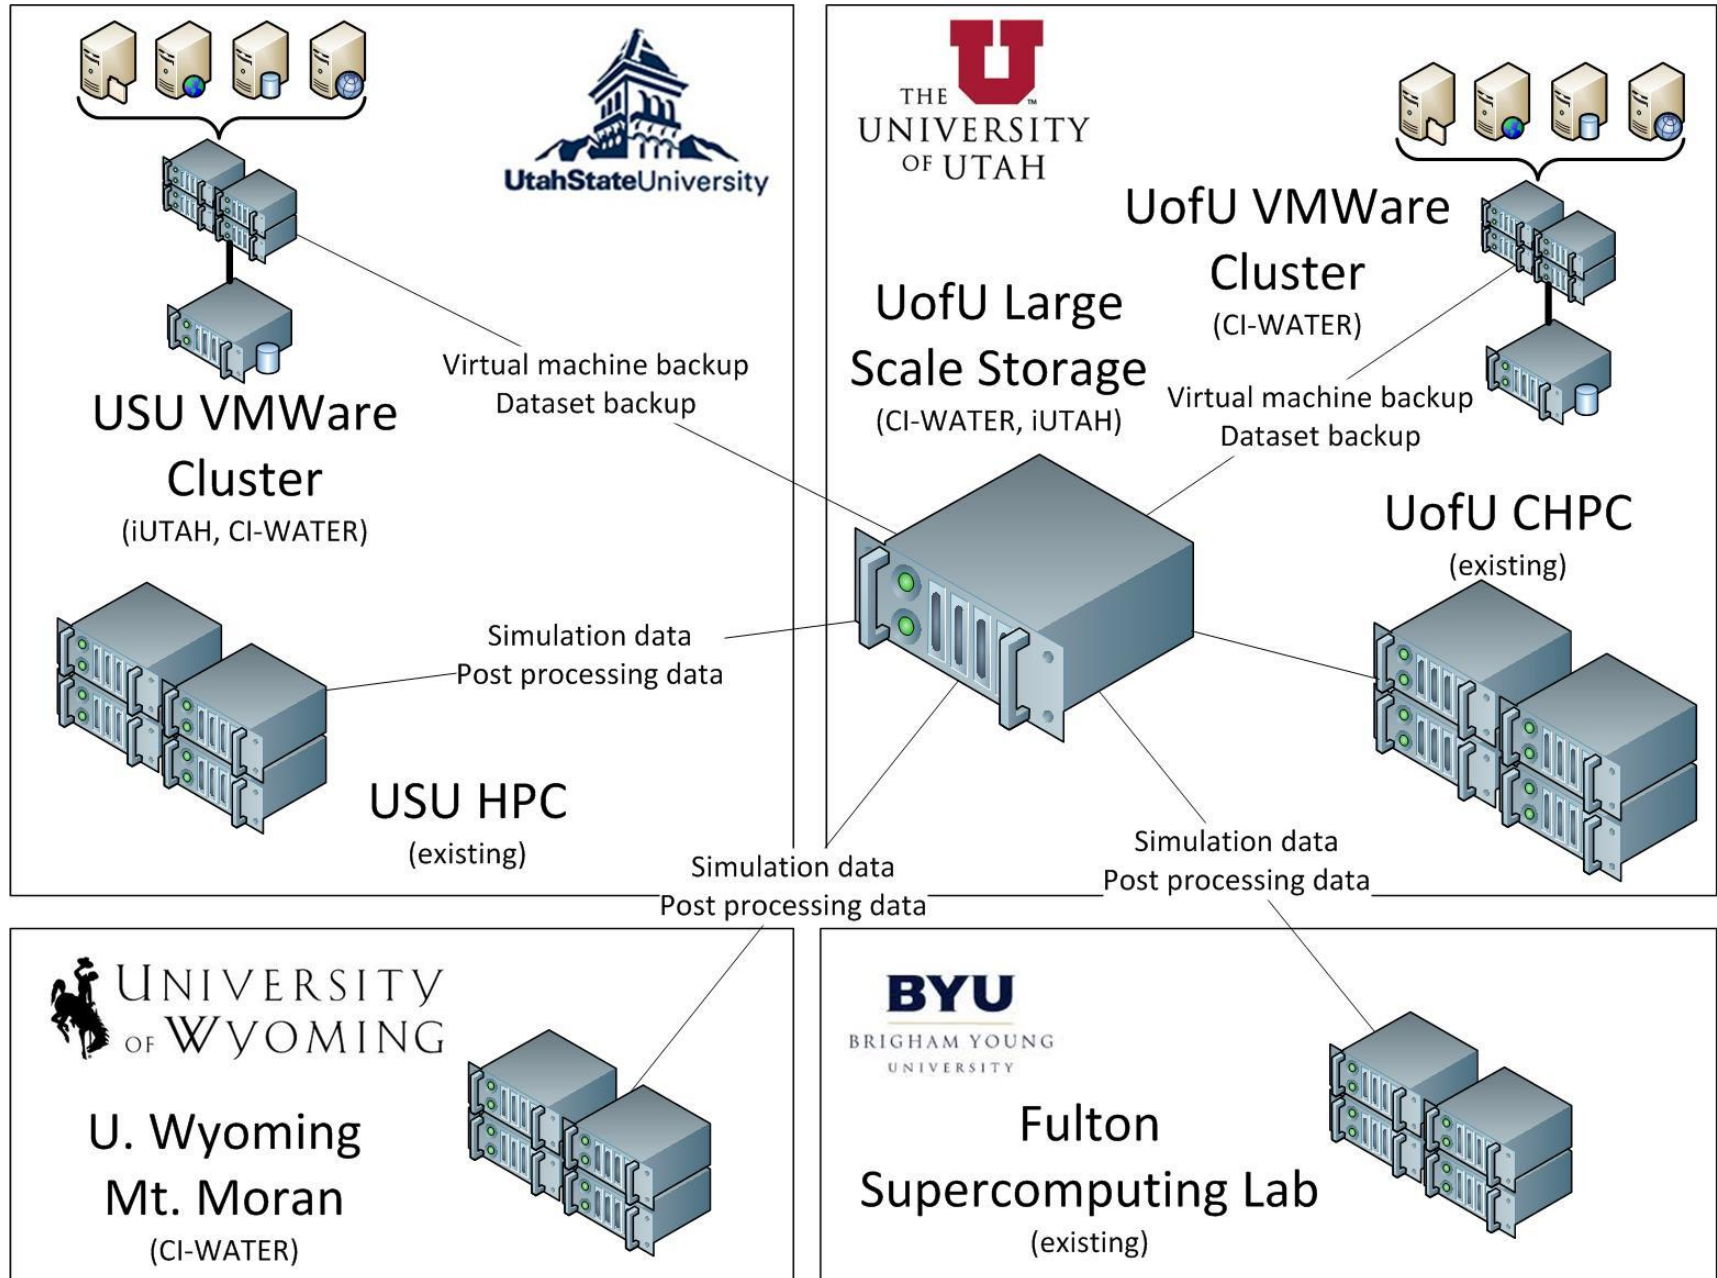 UtahStateUniversity
USU VMWare
Cluster
(iUTAH, CI-WATER)
Virtual machine backup
Dataset backup
Simulation data
Post processing data
USU HPC
(existing)
U
TM
THE
UNIVERSITY
OF UTAH
UofU VMWare
Cluster
(CI-WATER)
UofU Large
Scale Storage
(CI-WATER, iUTAH)
Virtual machine backup
Dataset backup
UofU CHPC
(existing)
Simulation data
Post processing data
Simulation data
Post processing data
UNIVERSITY
OF WYOMING
U. Wyoming
Mt. Moran
(CI-WATER)
BYU
BRIGHAM YOUNG
UNIVERSITY
Fulton
Supercomputing Lab
(existing)